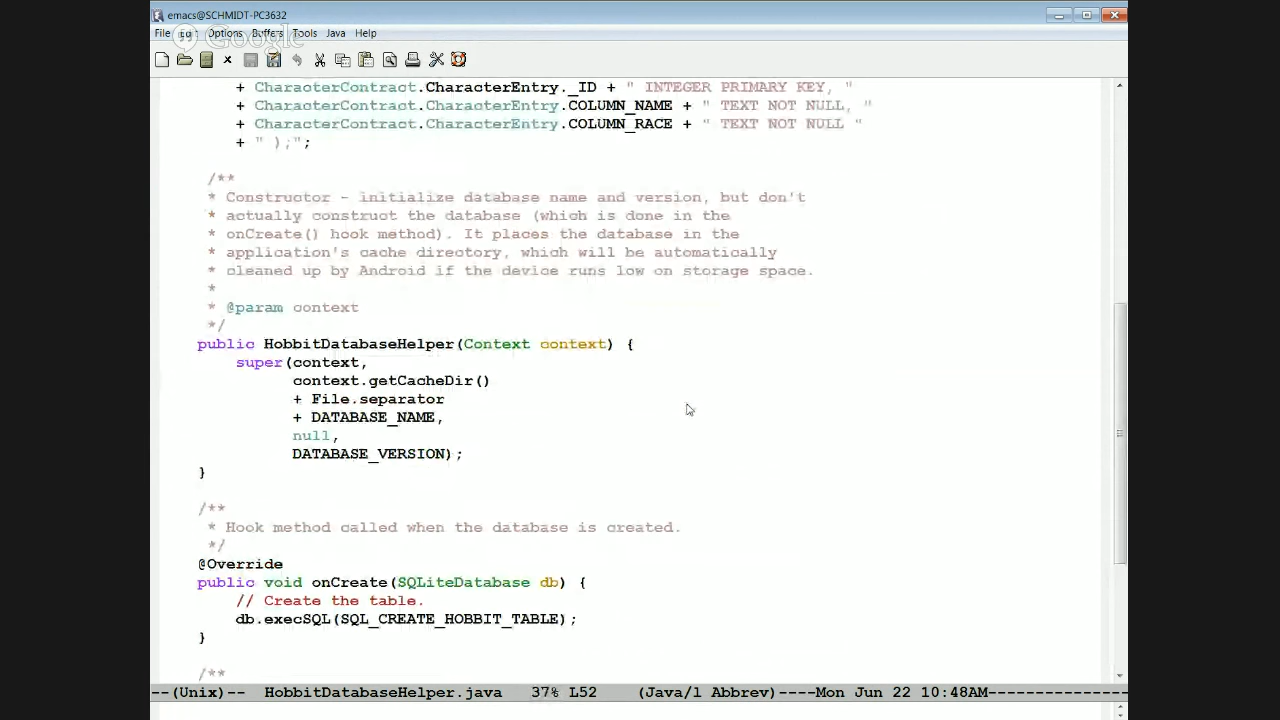 emacs@SCHMIDT-PC3632
File Edit Options Buffers Tools Java Help
Google
+ CharacterContract.CharacterEntry._ID + " INTEGER PRIMARY KEY, "
+ CharacterContract.CharacterEntry.COLUMN_NAME + " TEXT NOT NULL, "
+ CharacterContract.CharacterEntry.COLUMN_RACE + " TEXT NOT NULL "
+ " );";
/**
* Constructor - initialize database name and version, but don't
* actually construct the database (which is done in the
* onCreate() hook method). It places the database in the
* application's cache directory, which will be automatically
* cleaned up by Android if the device runs low on storage space.
*
* @param context
*/
public HobbitDatabaseHelper(Context context) {
super(context,
context.getCacheDir()
+ File.separator
+ DATABASE_NAME,
null,
DATABASE_VERSION);
}
/**
* Hook method called when the database is created.
*/
@Override
public void onCreate(SQLiteDatabase db) {
// Create the table.
db.execSQL(SQL_CREATE_HOBBIT_TABLE);
}
/**
--(Unix)-- HobbitDatabaseHelper.java 37% L52 (Java/l Abbrev)----Mon Jun 22 10:48AM---------------